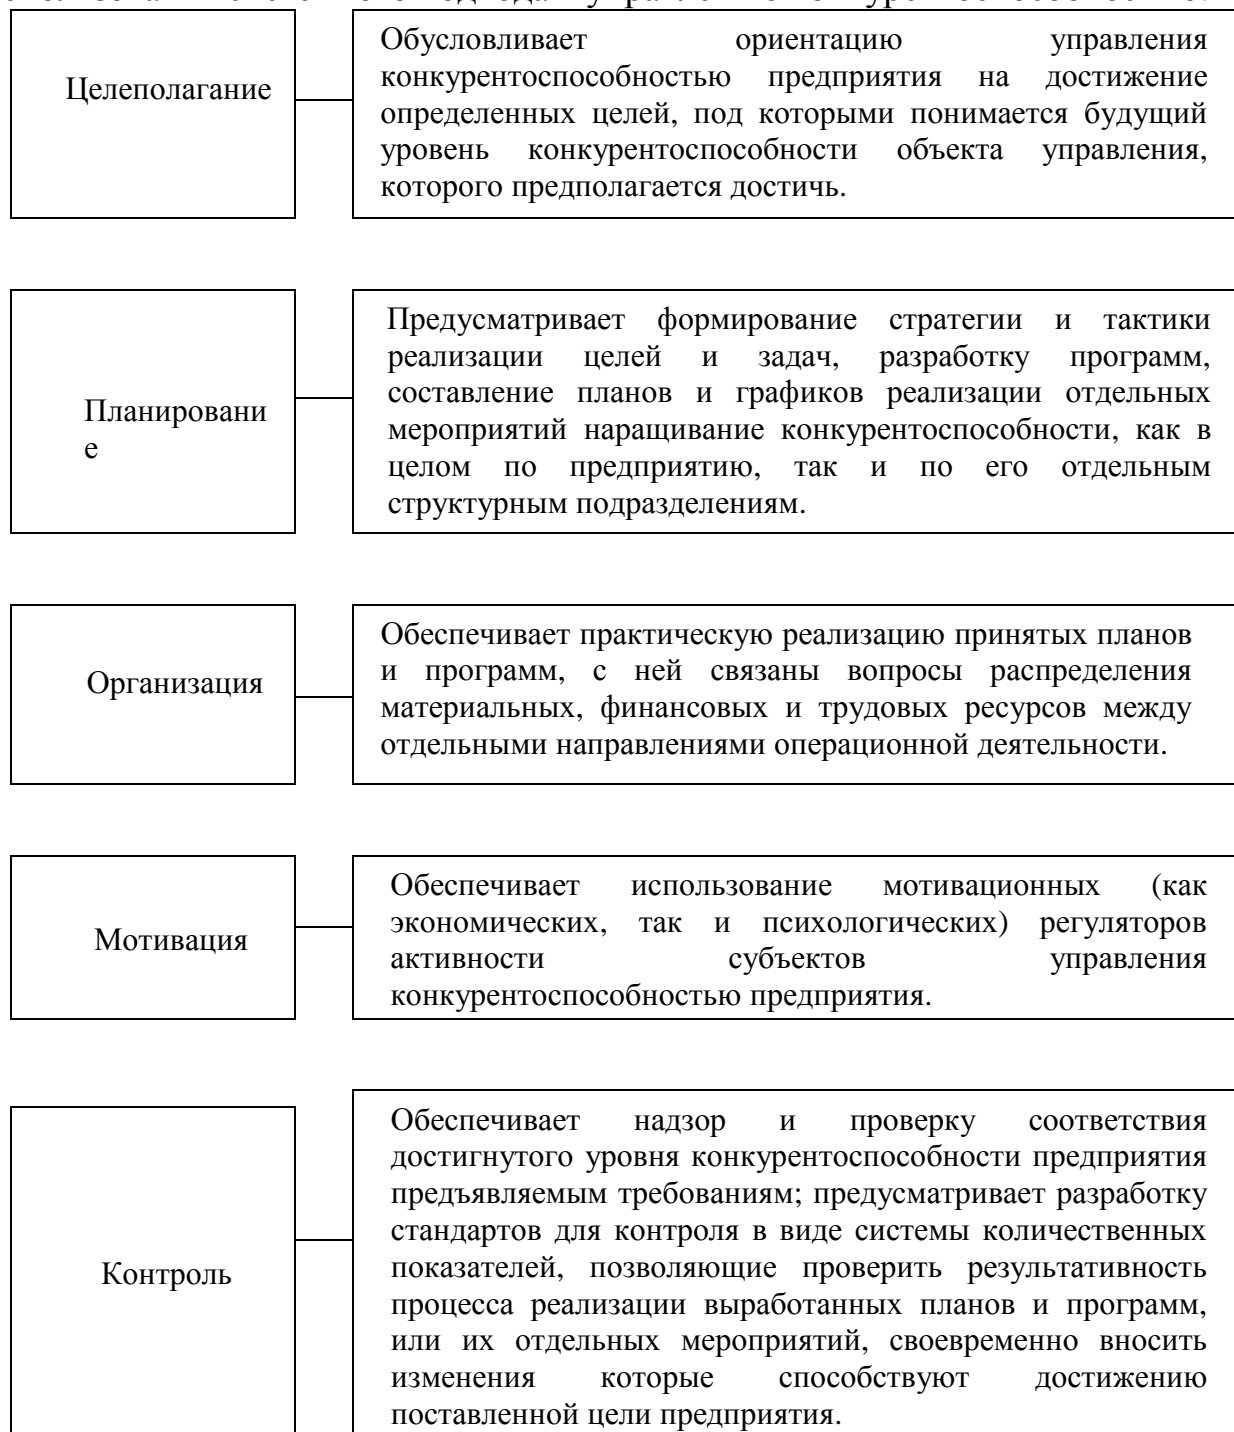 Целеполагание
Обусловливает ориентацию управления
конкурентоспособностью предприятия на достижение
определенных целей, под которыми понимается будущий
уровень конкурентоспособности объекта управления,
которого предполагается достичь.
Планировани
е
Предусматривает формирование стратегии и тактики
реализации целей и задач, разработку программ,
составление планов и графиков реализации отдельных
мероприятий наращивание конкурентоспособности, как в
целом по предприятию, так и по его отдельным
структурным подразделениям.
Организация
Обеспечивает практическую реализацию принятых планов
и программ, с ней связаны вопросы распределения
материальных, финансовых и трудовых ресурсов между
отдельными направлениями операционной деятельности.
Мотивация
Обеспечивает использование мотивационных (как
экономических, так и психологических) регуляторов
активности субъектов управления
конкурентоспособностью предприятия.
Контроль
Обеспечивает надзор и проверку соответствия
достигнутого уровня конкурентоспособности предприятия
предъявляемым требованиям; предусматривает разработку
стандартов для контроля в виде системы количественных
показателей, позволяющие проверить результативность
процесса реализации выработанных планов и программ,
или их отдельных мероприятий, своевременно вносить
изменения которые способствуют достижению
поставленной цели предприятия.